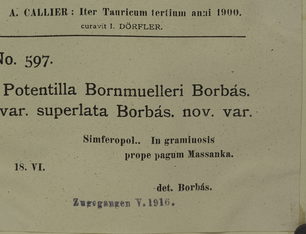 A. CALLIER: Iter Tauricum tertium anni 1900.
curavit I. DÖRFLER.
No. 597.
Potentilla Bornmuelleri Borbás.
var. superlata Borbás. nov. var.
Simferopol.. In graminosis
prope pagum Massanka.
18. VI.
det. Borbás.
Zugegangen V.1916.